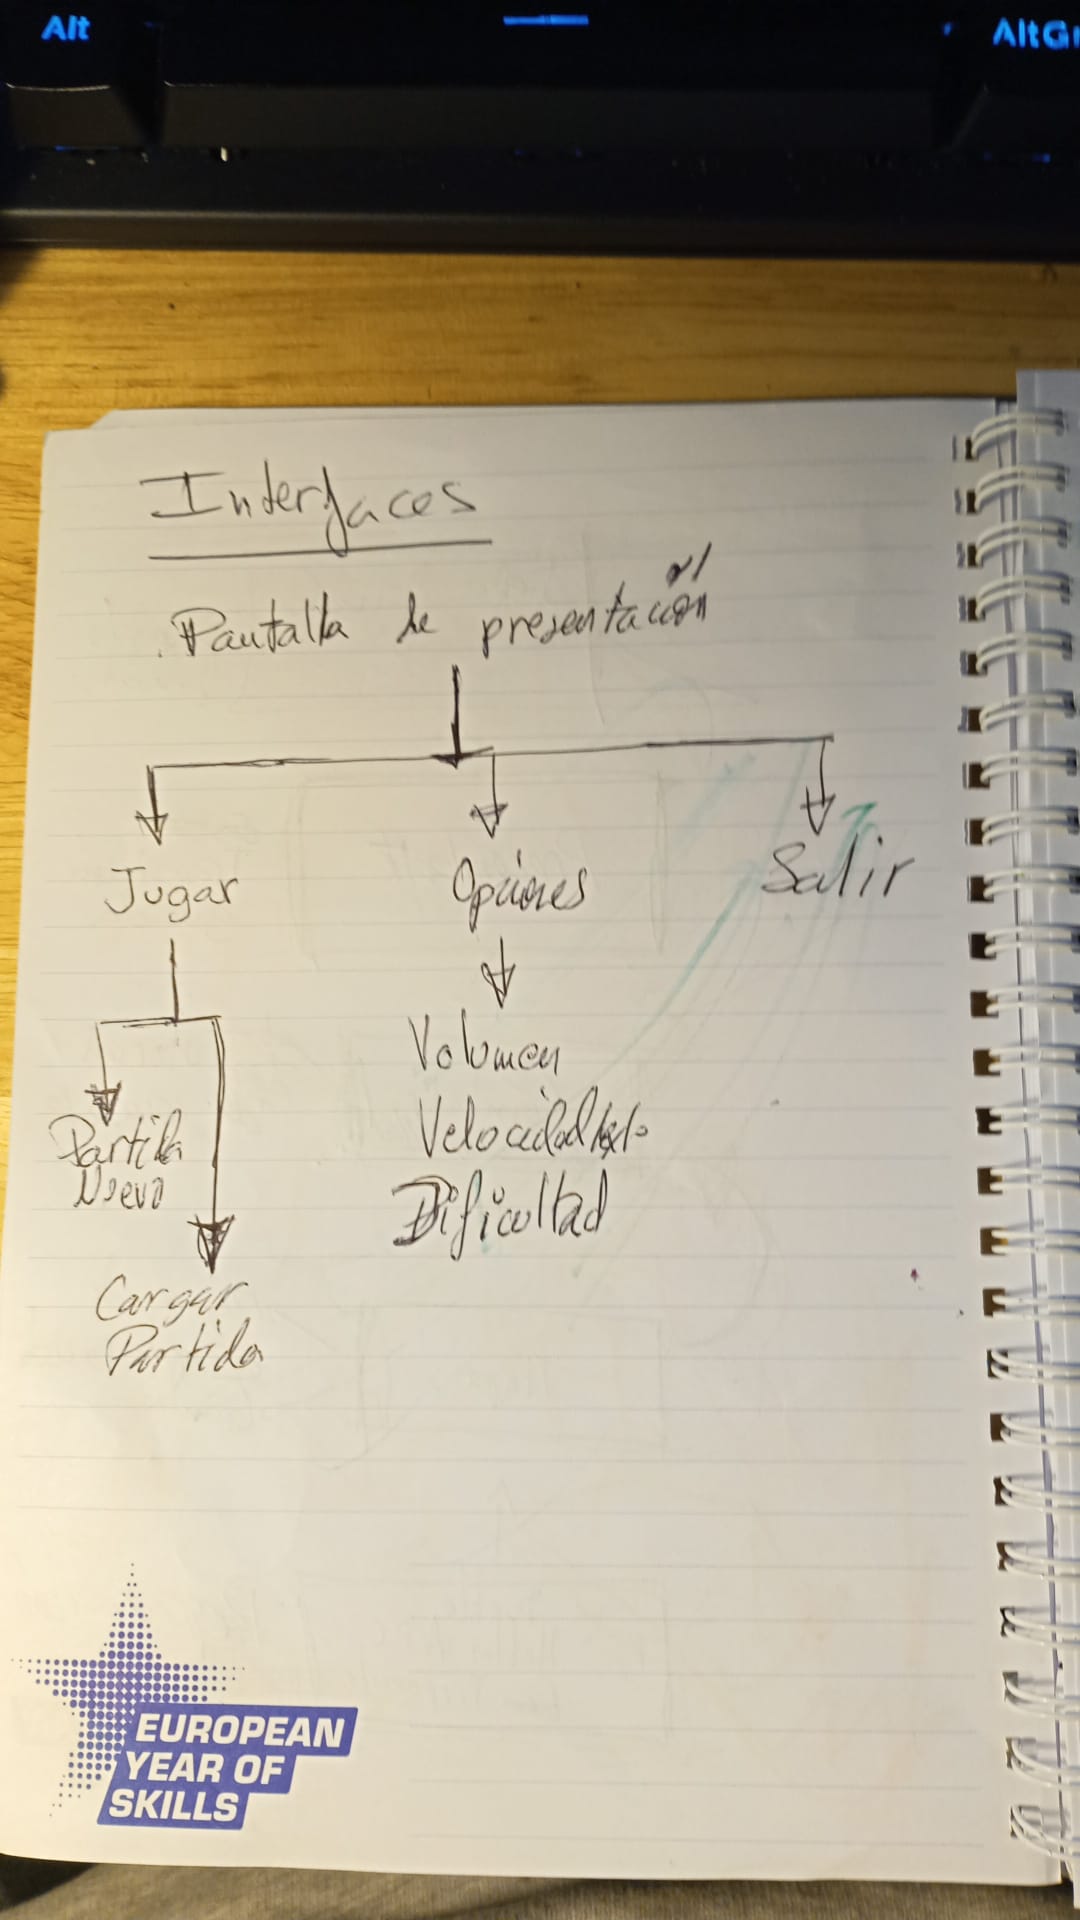 Alt
AltGr
Interfaces
Pantalla de presentación
Jugar
Opciones
Salir
Partida
Nueva
Cargar
Partida
Volumen
Velocidad texto
Dificultad
EUROPEAN
YEAR OF
SKILLS